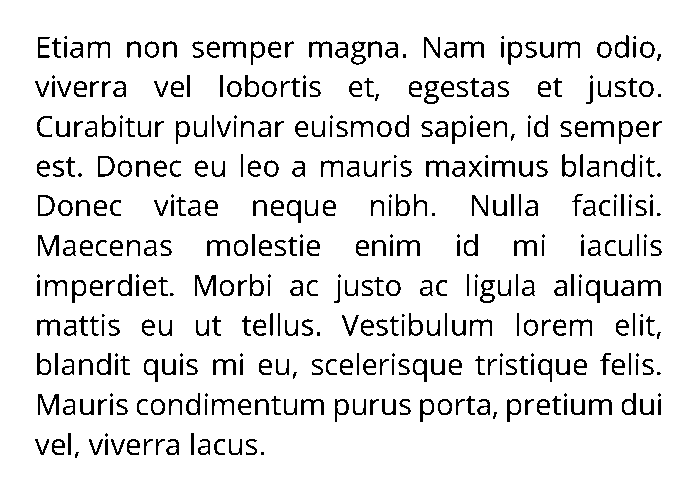 Etiam non semper magna. Nam ipsum odio,
viverra vel lobortis et, egestas et justo.
Curabitur pulvinar euismod sapien, id semper
est. Donec eu leo a mauris maximus blandit.
Donec vitae neque nibh. Nulla facilisi.
Maecenas molestie enim id mi iaculis
imperdiet. Morbi ac justo ac ligula aliquam
mattis eu ut tellus. Vestibulum lorem elit,
blandit quis mi eu, scelerisque tristique felis.
Mauris condimentum purus porta, pretium dui
vel, viverra lacus.